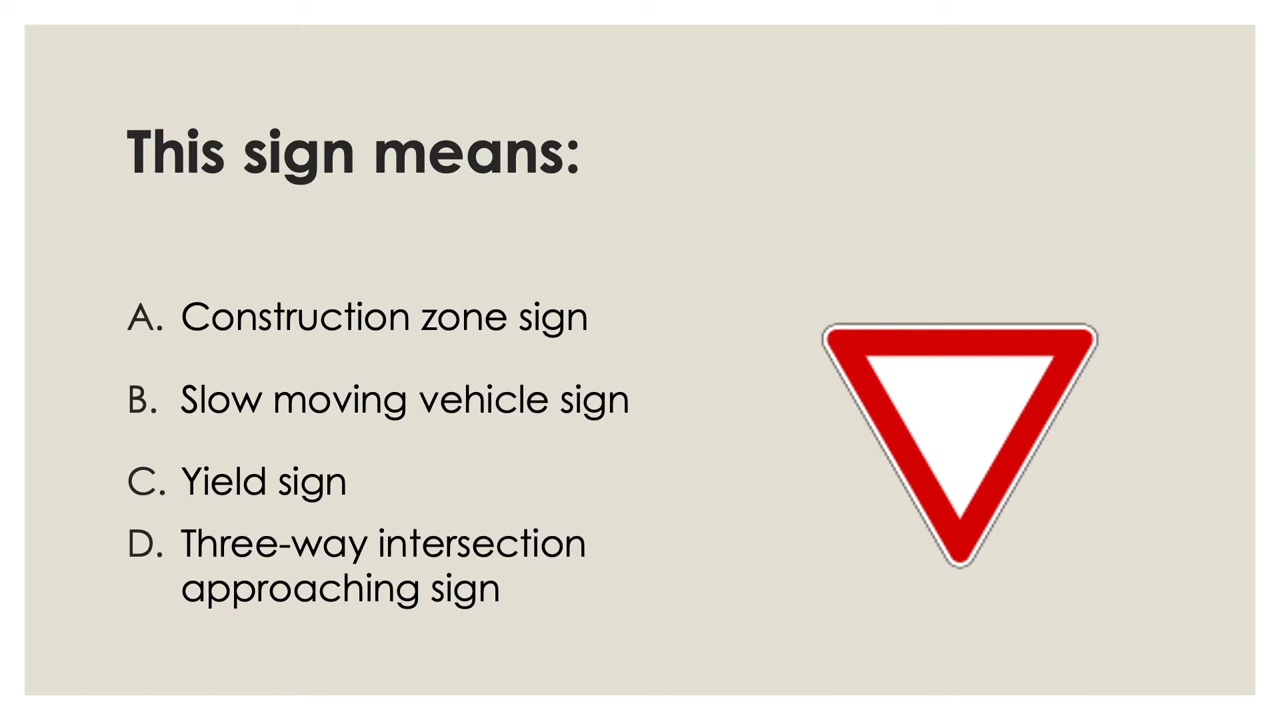 This sign means:
A. Construction zone sign
B. Slow moving vehicle sign
C. Yield sign
D. Three-way intersection
approaching sign